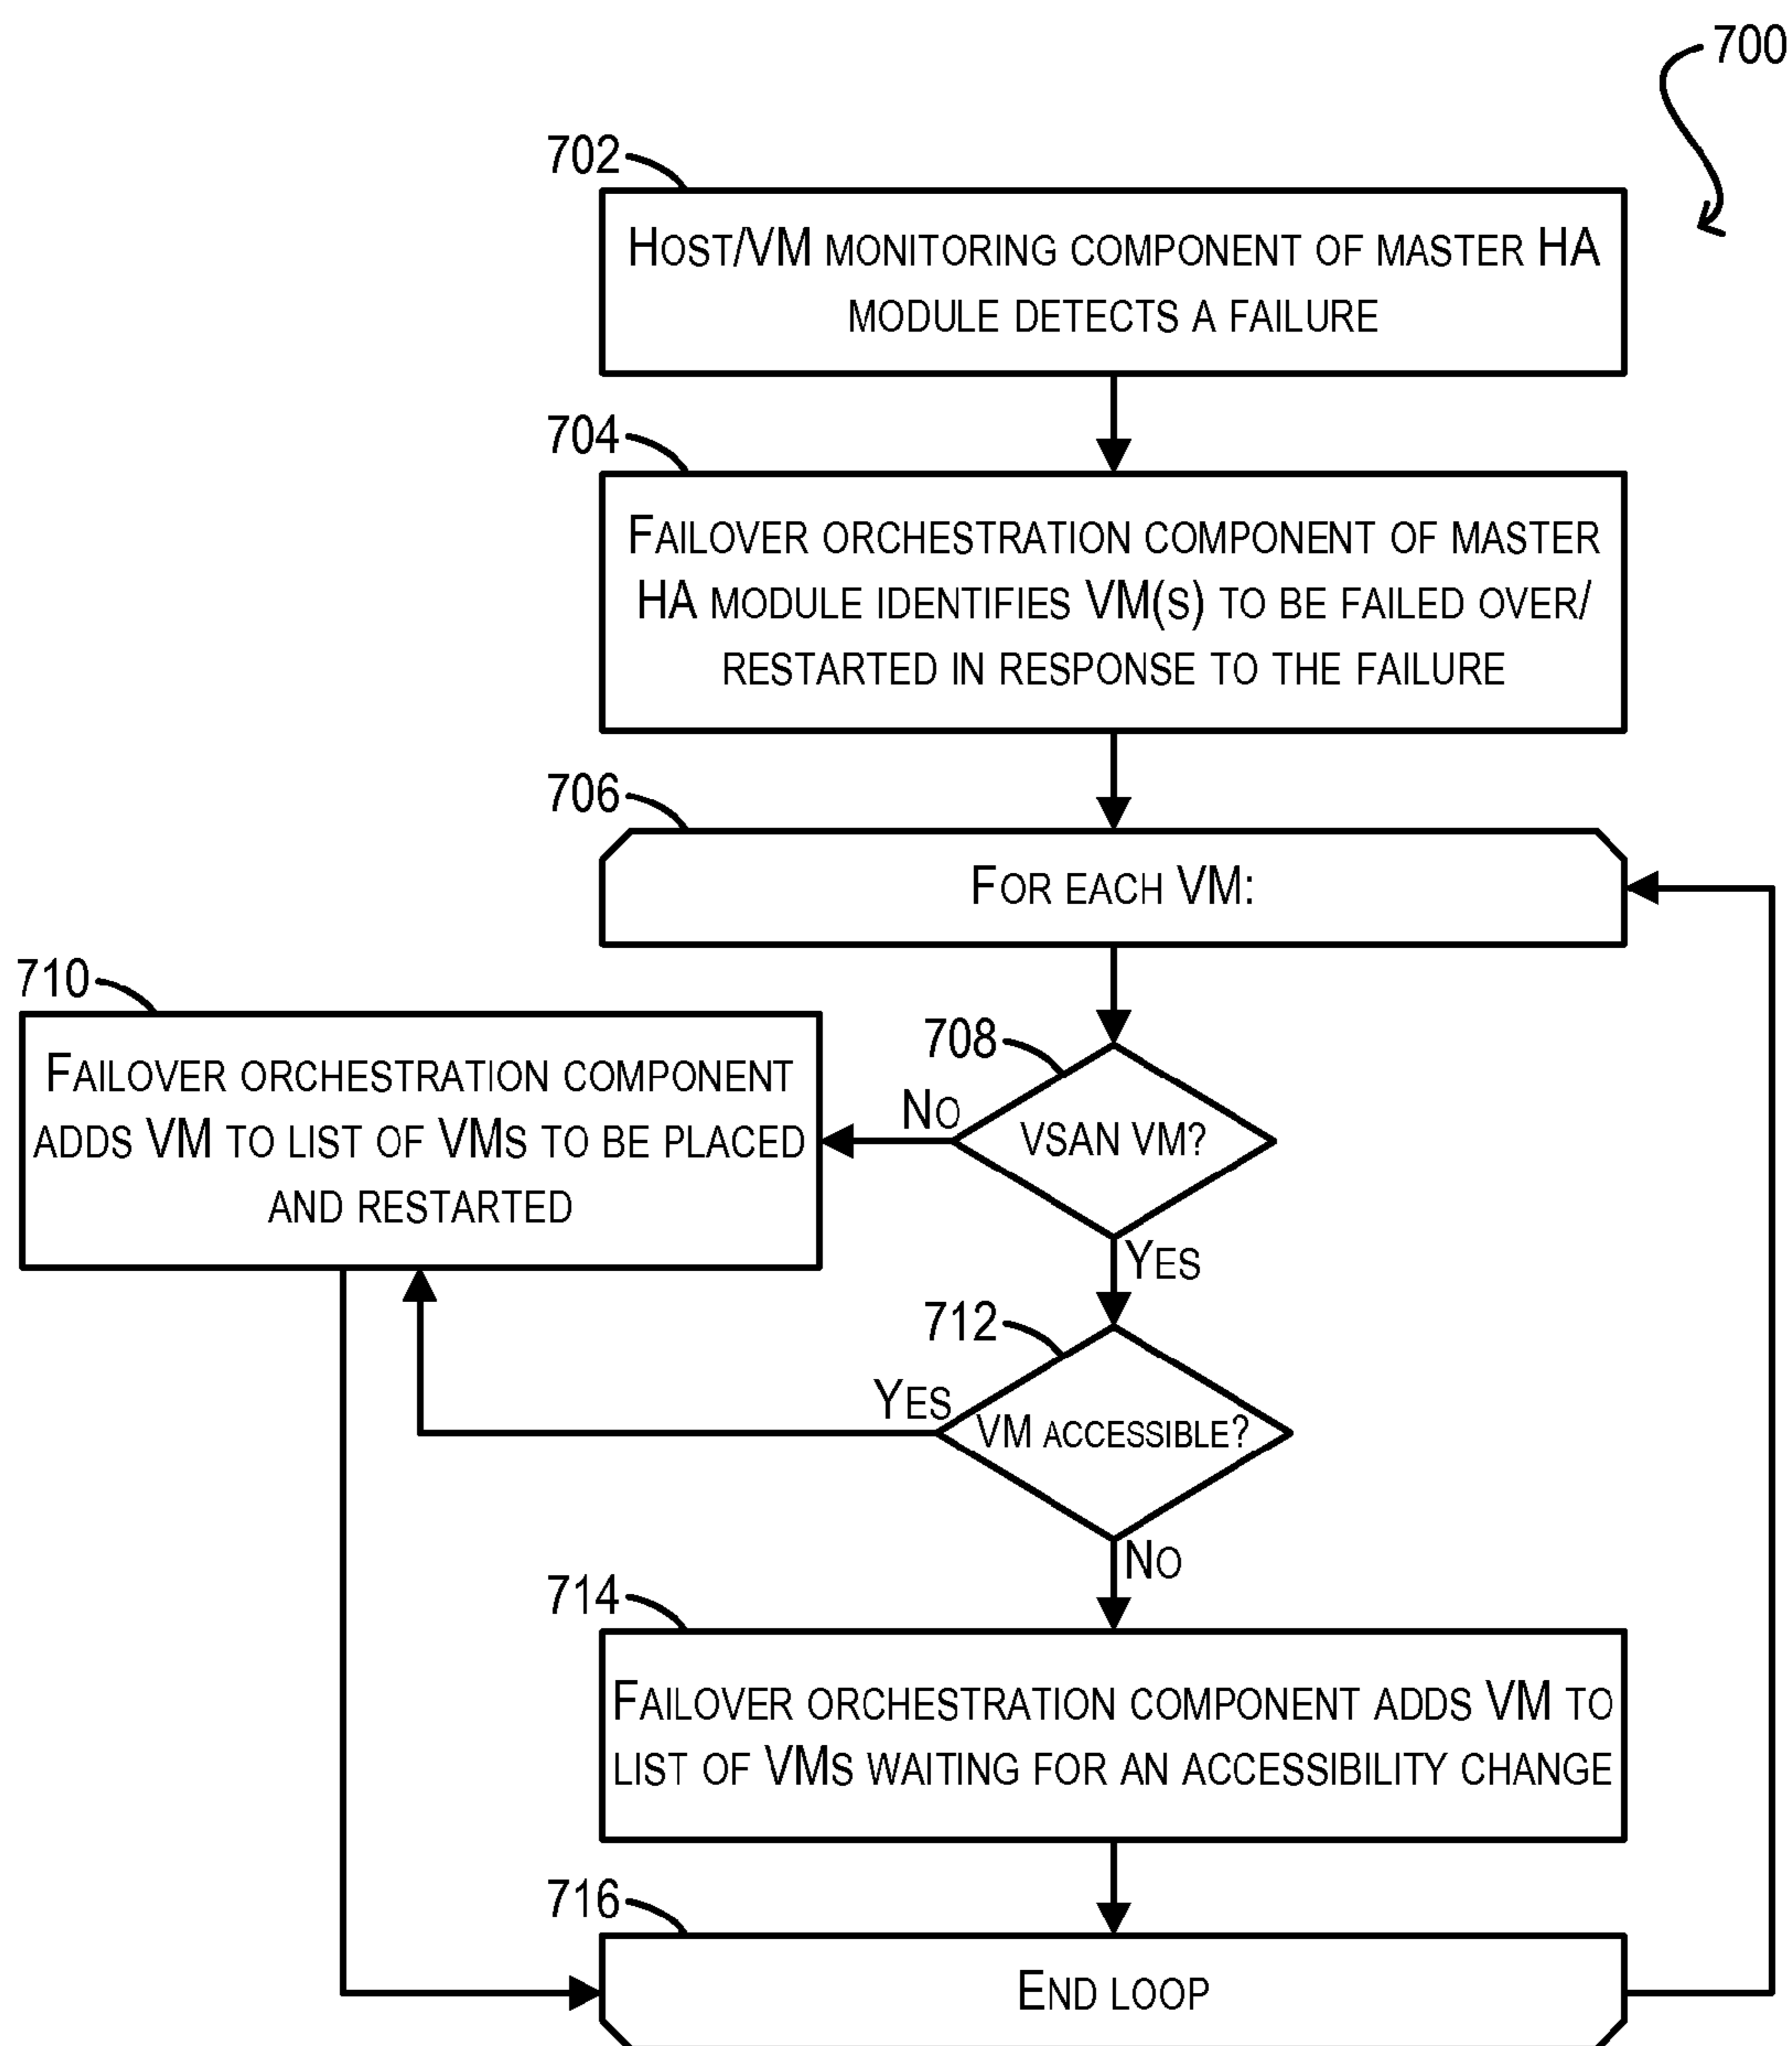 700
702
Host/VM monitoring component of master HA
module detects a failure
704
Failover orchestration component of master
HA module identifies VM(s) to be failed over/
restarted in response to the failure
706
For each VM:
710
Failover orchestration component
adds VM to list of VMs to be placed
and restarted
708
No
VSAN VM?
Yes
712
Yes
VM accessible?
No
714
Failover orchestration component adds VM to
list of VMs waiting for an accessibility change
716
End loop